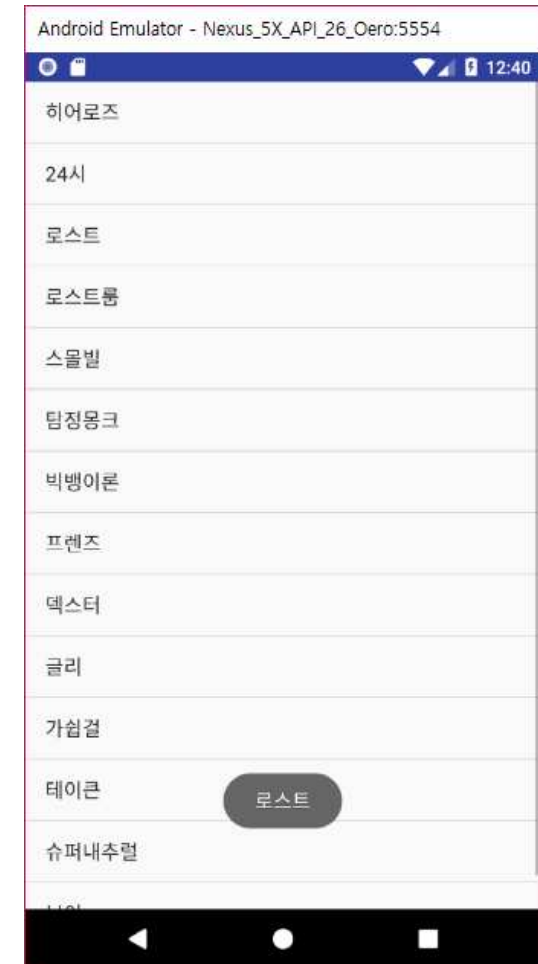 Android Emulator - Nexus_5X_API_26_Oero:5554
12:40
히어로즈
24시
로스트
로스트룸
스몰빌
탐정몽크
빅뱅이론
프렌즈
덱스터
글리
가쉽걸
테이큰
로스트
슈퍼내추럴